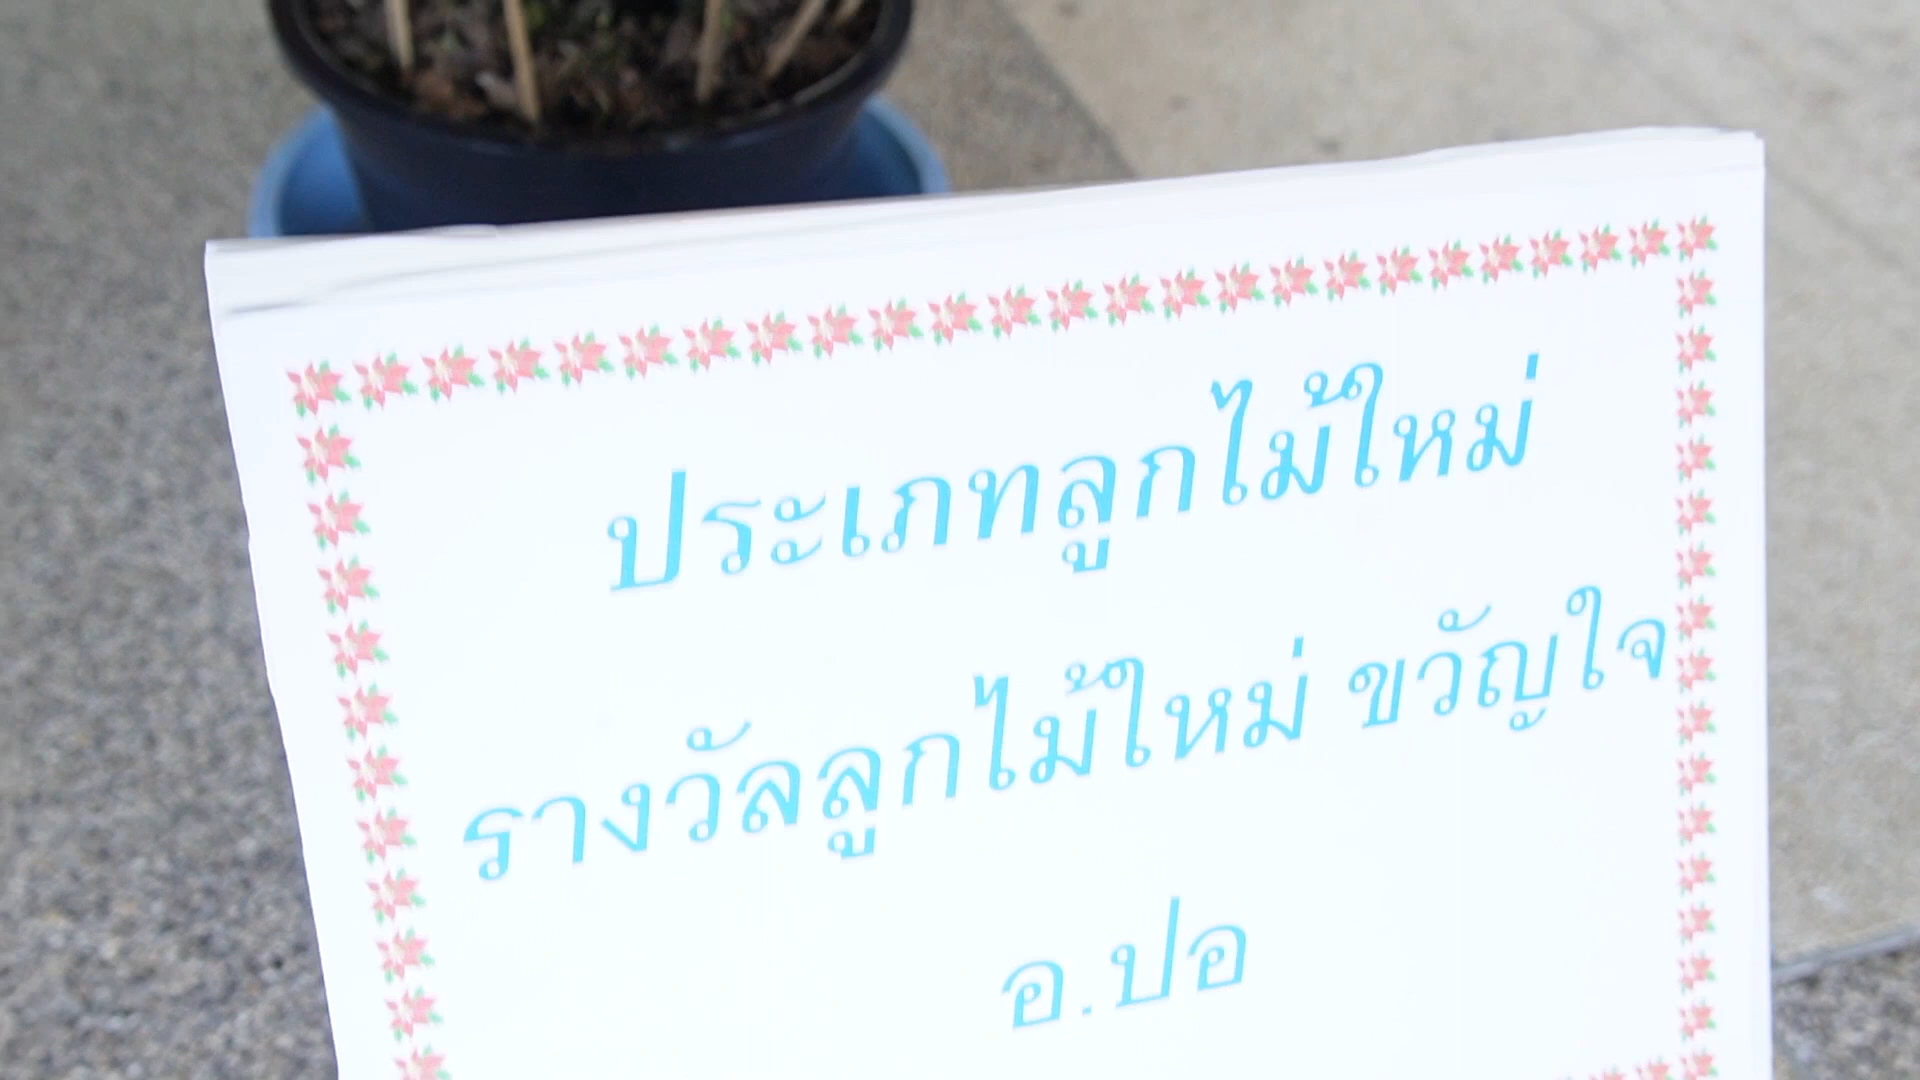 ประเภทลูกไม้ใหม่
รางวัลลูกไม้ใหม่ ขวัญใจ
อ.ปอ